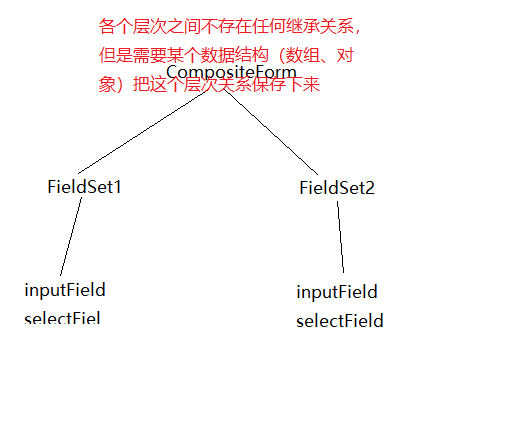 各个层次之间不存在任何继承关系，
但是需要某个数据结构（数组、对
象）把这个层次关系保存下来
CompositeForm
FieldSet1
FieldSet2
inputField
selectFiel
inputField
selectField